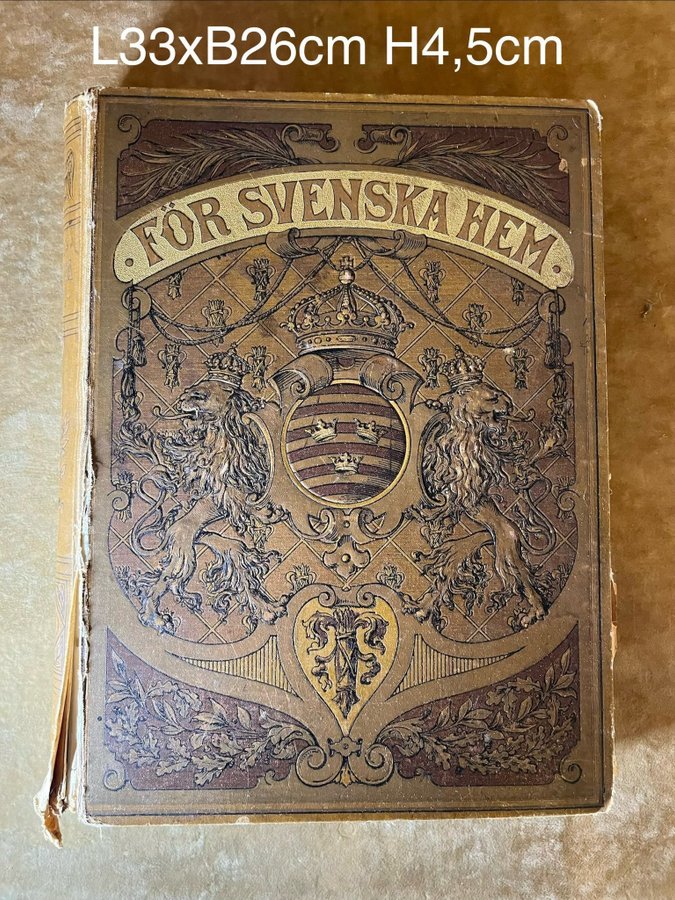 L33xB26cm H4,5cm
· FÖR SVENSKA HEM ·